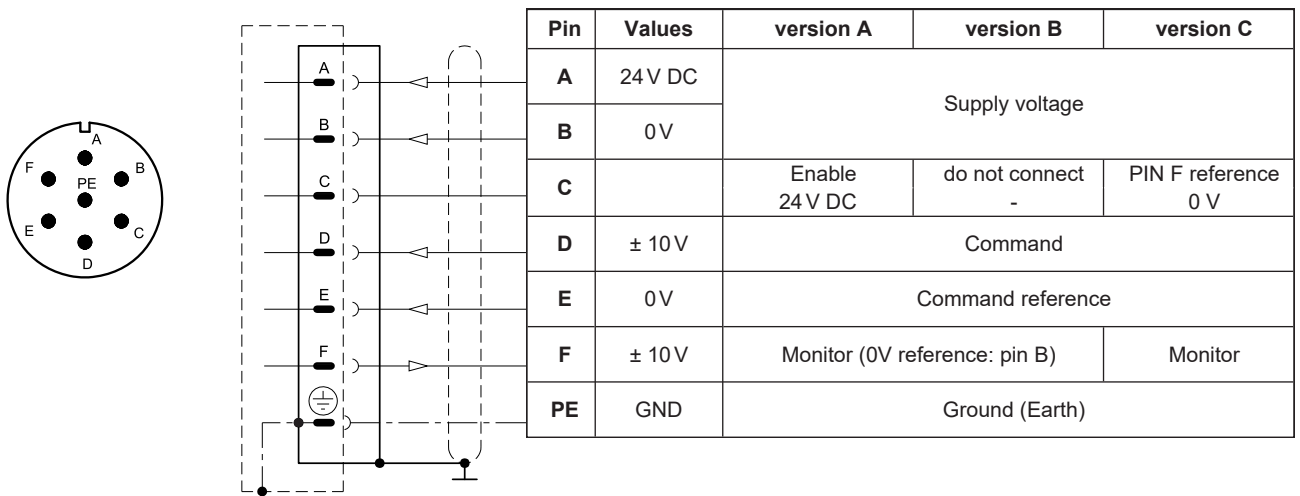 A
F
B
PE
E
C
D
A
B
C
D
E
F
Pin Values version A version B version C
A 24 V DC Supply voltage
B 0 V
C Enable do not connect PIN F reference
24 V DC - 0 V
D ± 10 V Command
E 0 V Command reference
F ± 10 V Monitor (0V reference: pin B) Monitor
PE GND Ground (Earth)